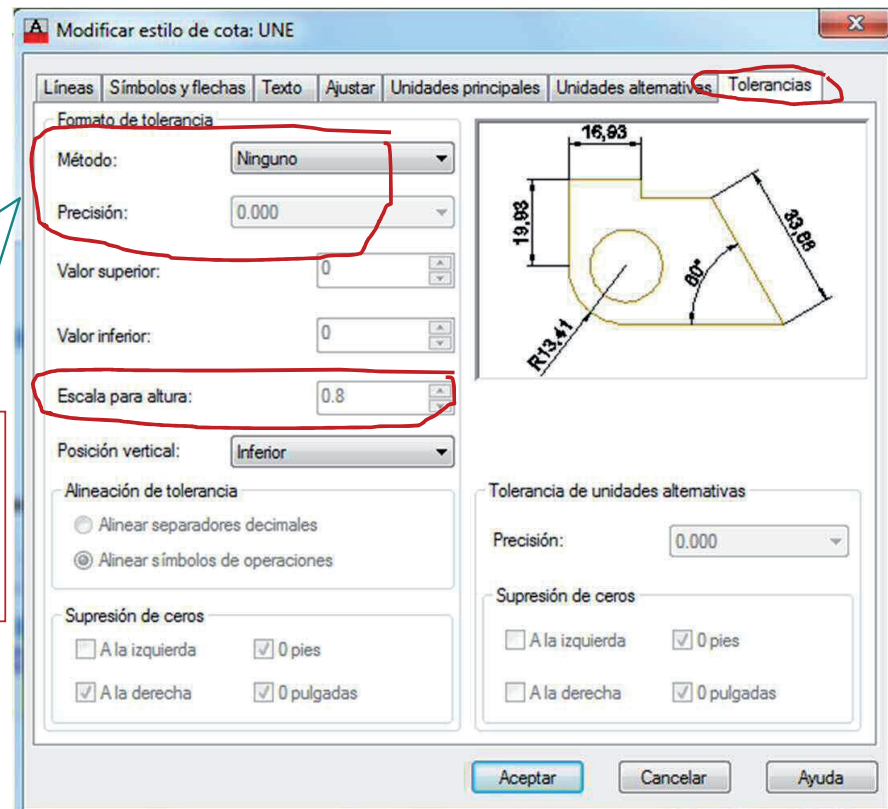 Modificar estilo de cota: UNE
Líneas
Símbolos y flechas
Texto
Ajustar
Unidades principales
Unidades alternativas
Tolerancias
Formato de tolerancia
Método:
Ninguno
Precisión:
0.000
Valor superior:
0
Valor inferior:
0
Escala para altura:
0.8
Posición vertical:
Inferior
Alineación de tolerancia
Alinear separadores decimales
Alinear símbolos de operaciones
Supresión de ceros
A la izquierda
0 pies
A la derecha
0 pulgadas
16,93
19,93
33,68
60°
R13,41
Tolerancia de unidades alternativas
Precisión:
0.000
Supresión de ceros
A la izquierda
0 pies
A la derecha
0 pulgadas
Aceptar
Cancelar
Ayuda